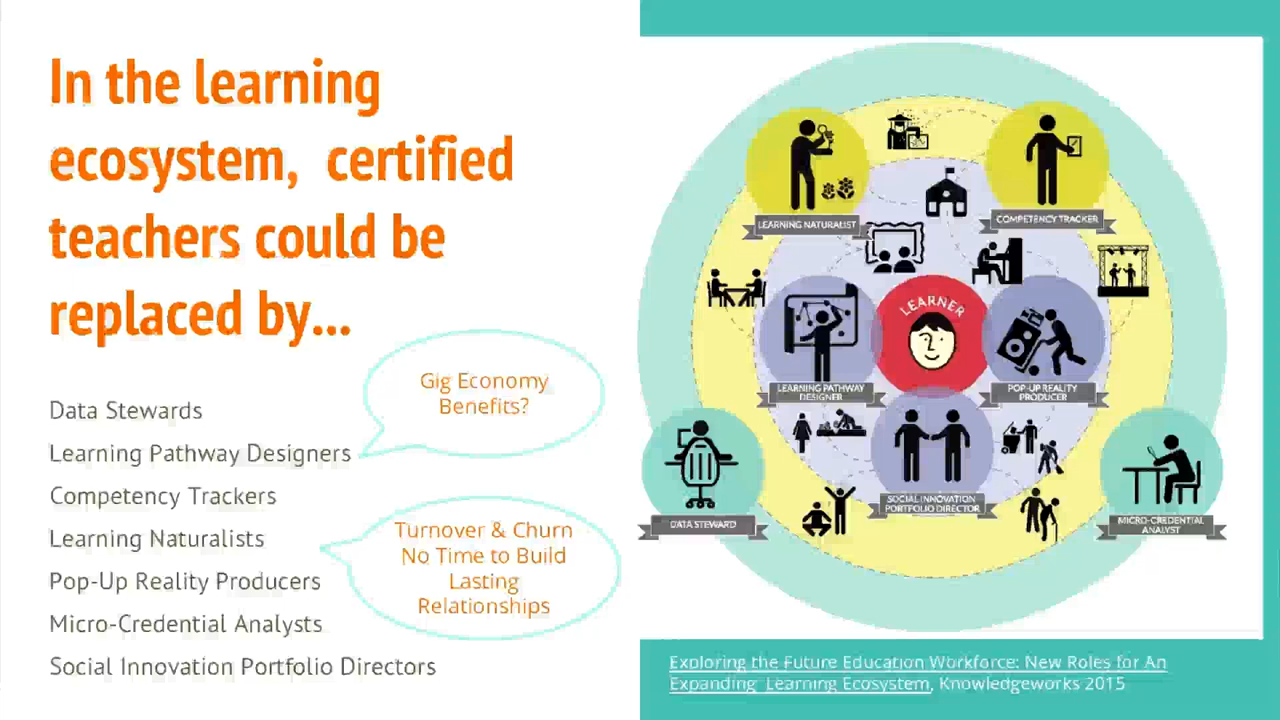 In the learning
ecosystem, certified
teachers could be
replaced by...
Gig Economy
Benefits?
Data Stewards
Learning Pathway Designers
Competency Trackers
Learning Naturalists
Pop-Up Reality Producers
Micro-Credential Analysts
Social Innovation Portfolio Directors
Turnover & Churn
No Time to Build
Lasting
Relationships
LEARNING NATURALIST
COMPETENCY TRACKER
LEARNER
LEARNING PATHWAY
DESIGNER
POP-UP REALITY
PRODUCER
SOCIAL INNOVATION
PORTFOLIO DIRECTOR
DATA STEWARD
MICRO-CREDENTIAL
ANALYST
Exploring the Future Education Workforce: New Roles for An
Expanding Learning Ecosystem, Knowledgeworks 2015